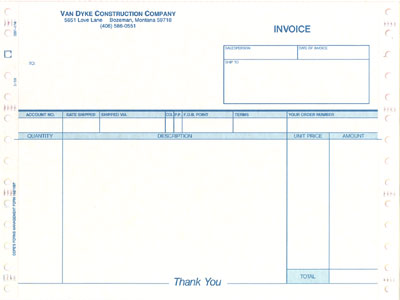 VAN DYKE CONSTRUCTION COMPANY
5651 Love Lane Bozeman, Montana 59718
(406) 586-0551
INVOICE
SALESPERSON
DATE OF INVOICE
TO:
SHIP TO
ACCOUNT NO. DATE SHIPPED SHIPPED VIA COL. P.P. F.O.B. POINT TERMS YOUR ORDER NUMBER
QUANTITY DESCRIPTION UNIT PRICE AMOUNT
TOTAL
Thank You